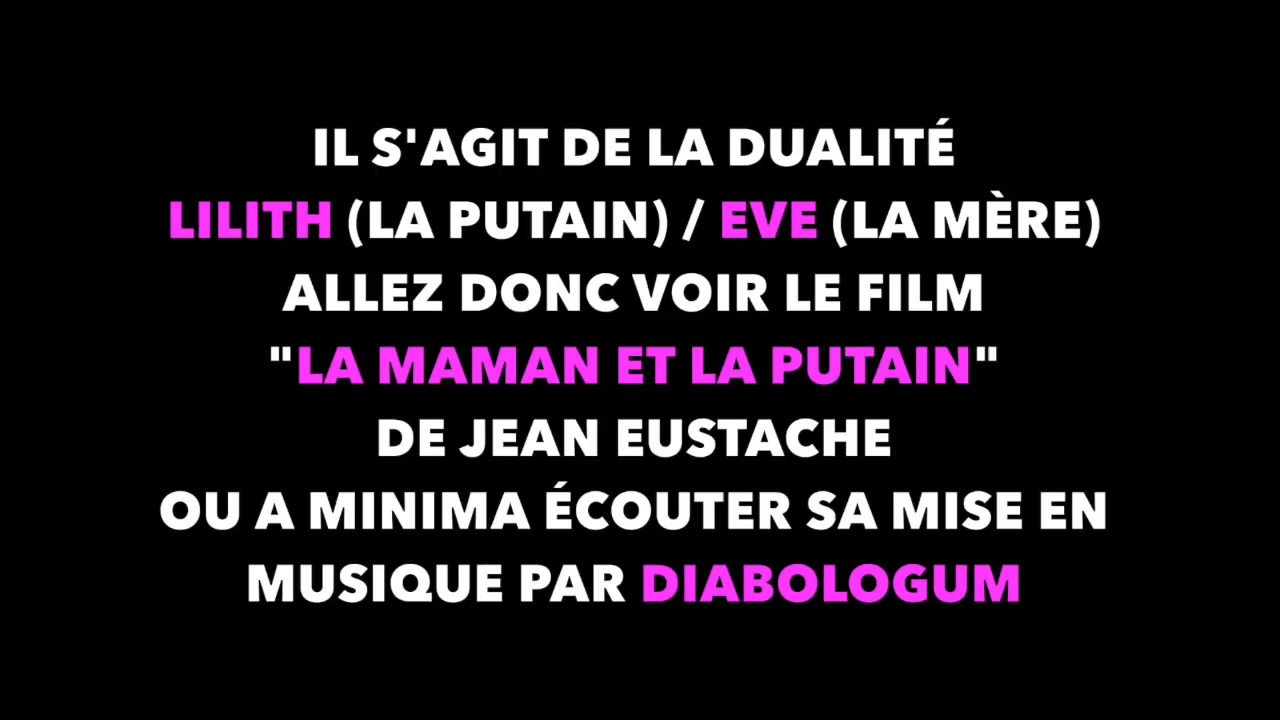 IL S'AGIT DE LA DUALITÉ
LILITH (LA PUTAIN) / EVE (LA MÈRE)
ALLEZ DONC VOIR LE FILM
"LA MAMAN ET LA PUTAIN"
DE JEAN EUSTACHE
OU A MINIMA ÉCOUTER SA MISE EN
MUSIQUE PAR DIABOLOGUM